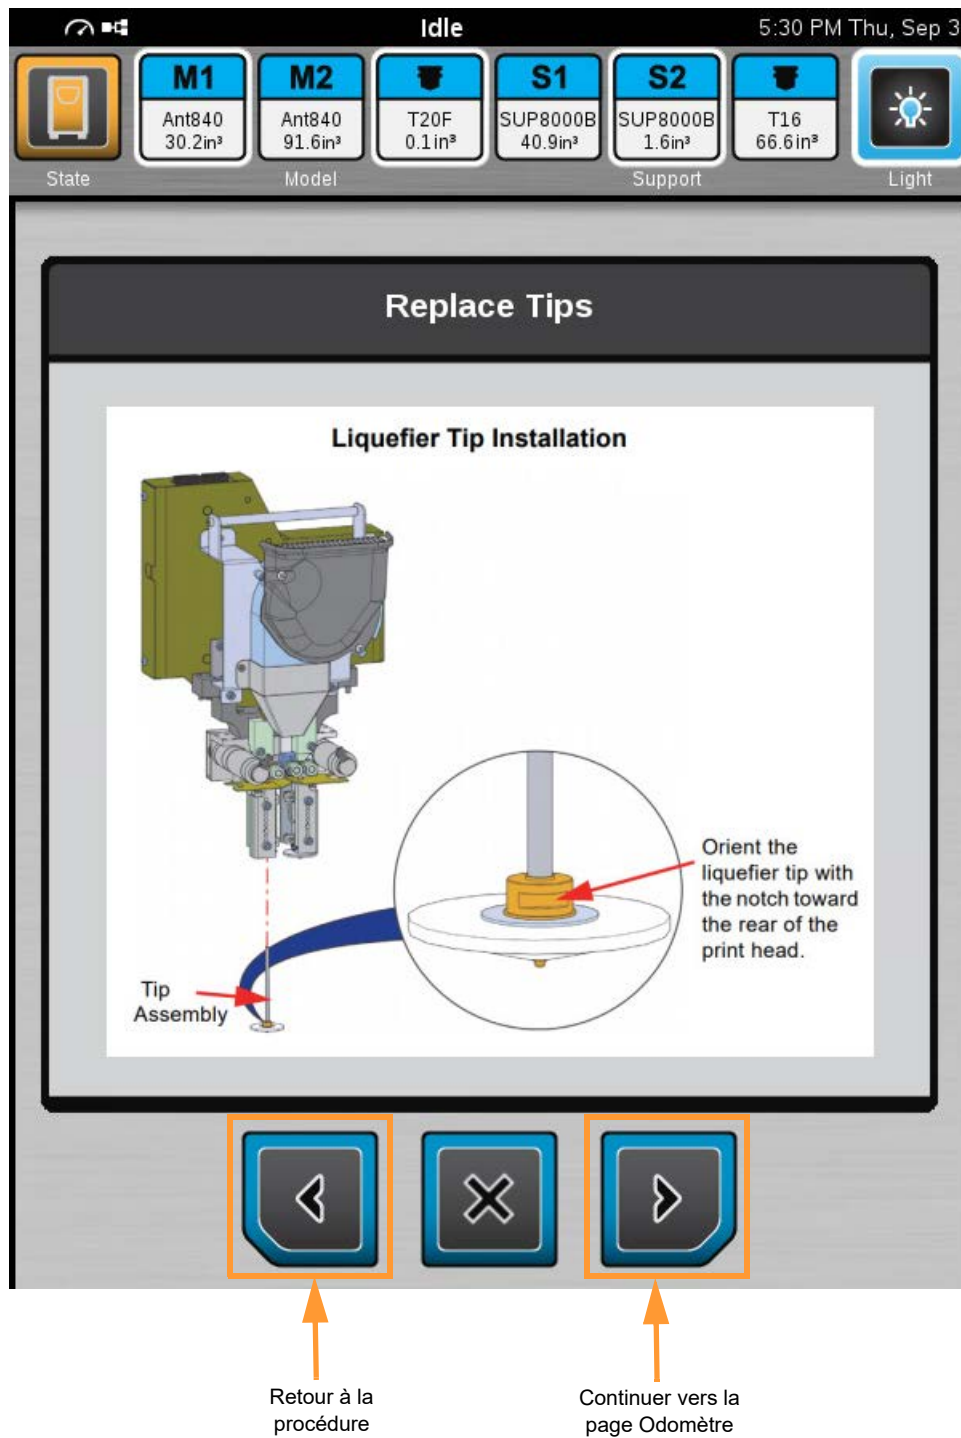 Idle
5:30 PM Thu, Sep 3
M1
Ant840
30.2in³
M2
Ant840
91.6in³
T20F
0.1in³
S1
SUP8000B
40.9in³
S2
SUP8000B
1.6in³
T16
66.6in³
State
Model
Support
Light
Replace Tips
Liquefier Tip Installation
Orient the
liquefier tip with
the notch toward
the rear of the
print head.
Tip
Assembly
Retour à la
procédure
Continuer vers la
page Odomètre